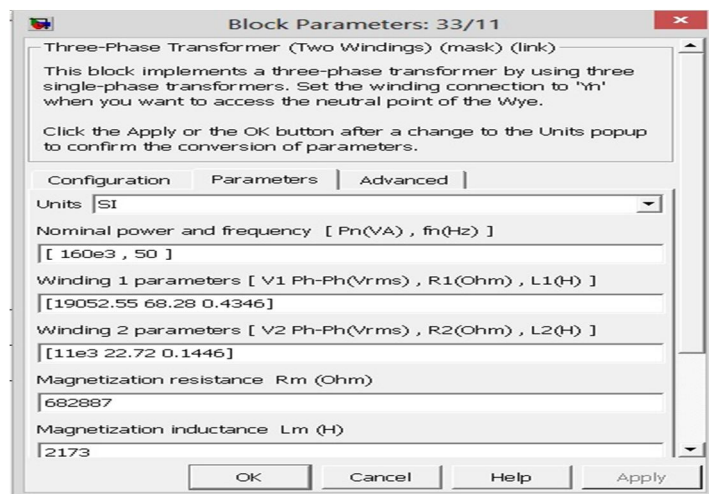 Block Parameters: 33/11
Three-Phase Transformer (Two Windings) (mask) (link)
This block implements a three-phase transformer by using three
single-phase transformers. Set the winding connection to 'Yn'
when you want to access the neutral point of the Wye.
Click the Apply or the OK button after a change to the Units popup
to confirm the conversion of parameters.
Configuration Parameters Advanced
Units SI
Nominal power and frequency [ Pn(VA) , fn(Hz) ]
[ 160e3 , 50 ]
Winding 1 parameters [ V1 Ph-Ph(Vrms) , R1(Ohm) , L1(H) ]
[19052.55 68.28 0.4346]
Winding 2 parameters [ V2 Ph-Ph(Vrms) , R2(Ohm) , L2(H) ]
[11e3 22.72 0.1446]
Magnetization resistance Rm (Ohm)
682887
Magnetization inductance Lm (H)
2173
OK Cancel Help Apply